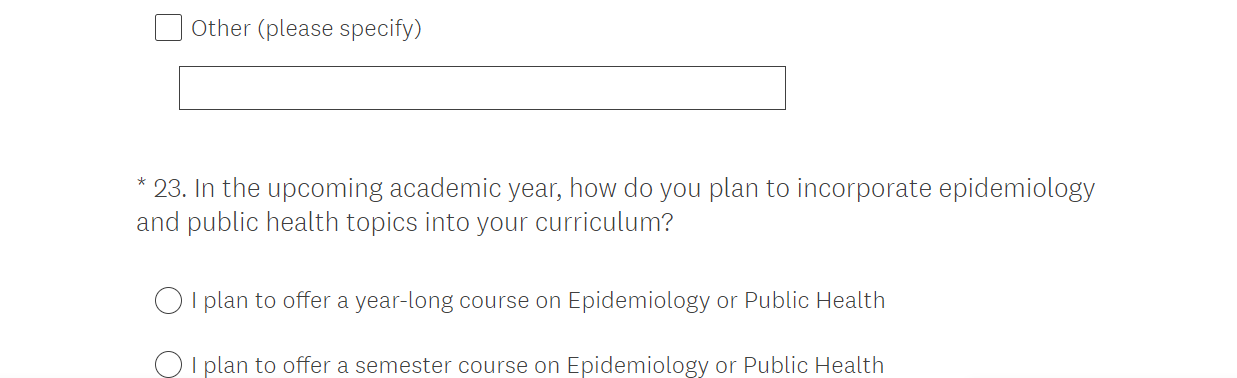 Other (please specify)
* 23. In the upcoming academic year, how do you plan to incorporate epidemiology
and public health topics into your curriculum?
I plan to offer a year-long course on Epidemiology or Public Health
I plan to offer a semester course on Epidemiology or Public Health